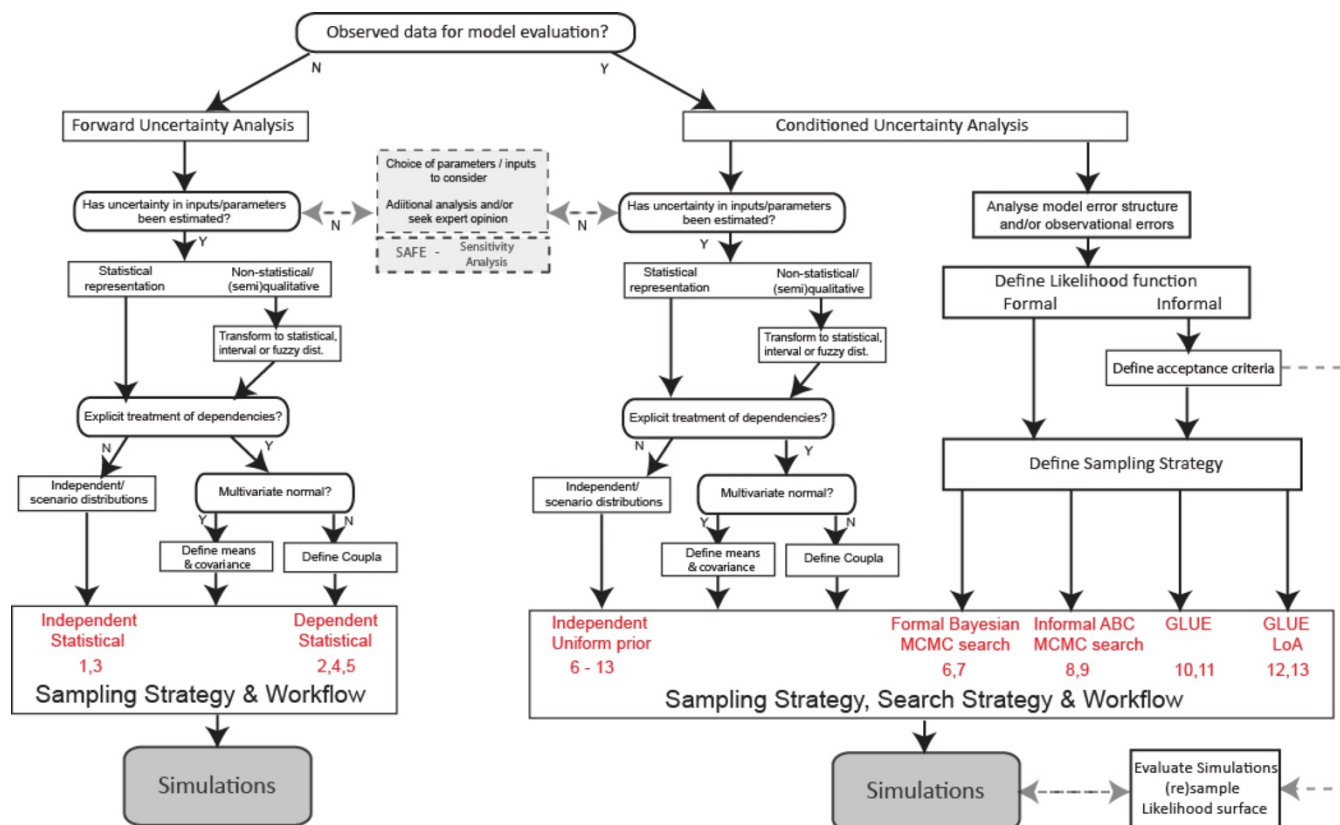 Observed data for model evaluation?
N
Y
Forward Uncertainty Analysis
Conditioned Uncertainty Analysis
Choice of parameters / inputs
to consider
Adiitional analysis and/or
seek expert opinion
SAFE - Sensitivity
Analysis
Has uncertainty in inputs/parameters
been estimated?
N
Y
Statistical
representation
Non-statistical/
(semi)qualitative
Transform to statistical,
interval or fuzzy dist.
Explicit treatment of dependencies?
N
Y
Independent/
scenario distributions
Multivariate normal?
Y
N
Define means
& covariance
Define Coupla
Independent
Statistical
1,3
Dependent
Statistical
2,4,5
Sampling Strategy & Workflow
Simulations
Has uncertainty in inputs/parameters
been estimated?
N
Y
Statistical
representation
Non-statistical/
(semi)qualitative
Transform to statistical,
interval or fuzzy dist.
Explicit treatment of dependencies?
N
Y
Independent/
scenario distributions
Multivariate normal?
Y
N
Define means
& covariance
Define Coupla
Analyse model error structure
and/or observational errors
Define Likelihood function
Formal
Informal
Define acceptance criteria
Define Sampling Strategy
Independent
Uniform prior
6 - 13
Formal Bayesian
MCMC search
6,7
Informal ABC
MCMC search
8,9
GLUE
10,11
GLUE
LoA
12,13
Sampling Strategy, Search Strategy & Workflow
Simulations
Evaluate Simulations
(re)sample
Likelihood surface